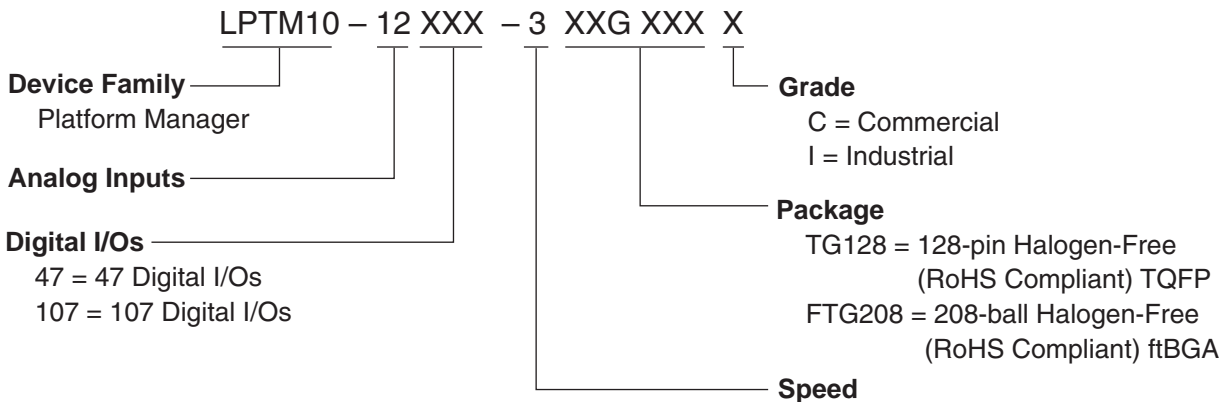 LPTM10 – 12 XXX – 3 XXG XXX X
Device Family
Platform Manager
Analog Inputs
Digital I/Os
47 = 47 Digital I/Os
107 = 107 Digital I/Os
Grade
C = Commercial
I = Industrial
Package
TG128 = 128-pin Halogen-Free
(RoHS Compliant) TQFP
FTG208 = 208-ball Halogen-Free
(RoHS Compliant) ftBGA
Speed